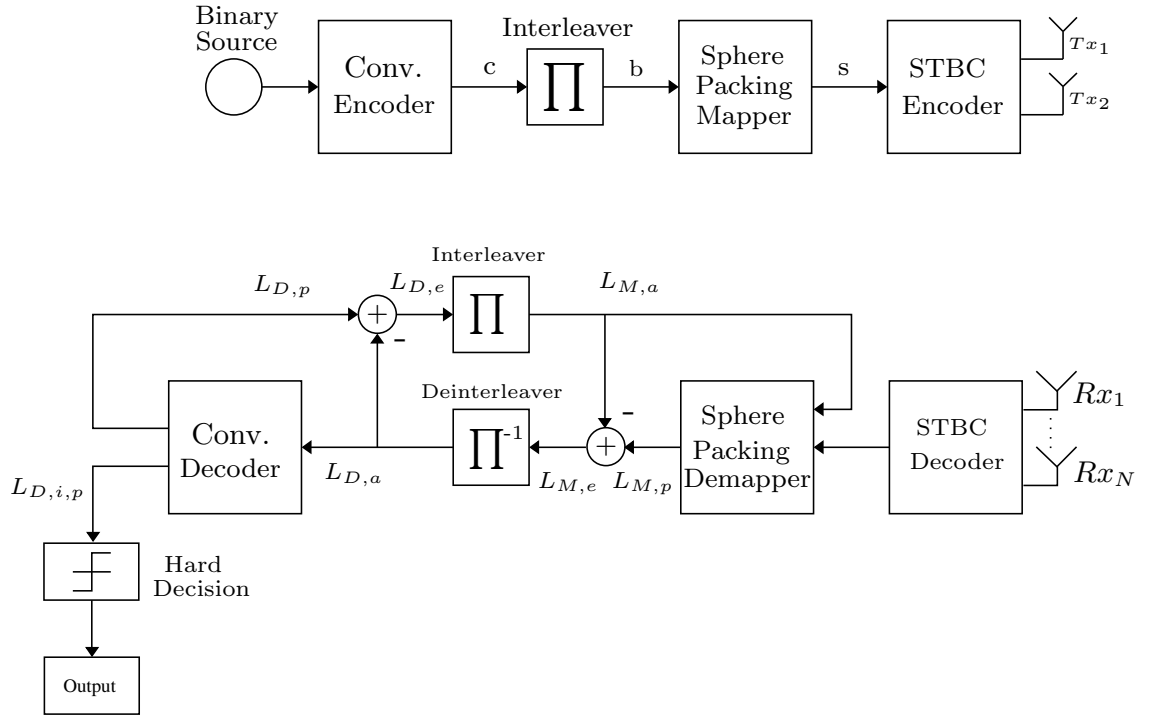 Binary
Source
Conv.
Encoder
c
Interleaver
∏
b
Sphere
Packing
Mapper
s
STBC
Encoder
Tx₁
Tx₂
L_{D,p}
+
-
L_{D,e}
Interleaver
∏
L_{M,a}
Conv.
Decoder
L_{D,a}
Deinterleaver
∏⁻¹
L_{M,e}
-
+
L_{M,p}
Sphere
Packing
Demapper
STBC
Decoder
Rx₁
Rx_N
L_{D,i,p}
Hard
Decision
Output